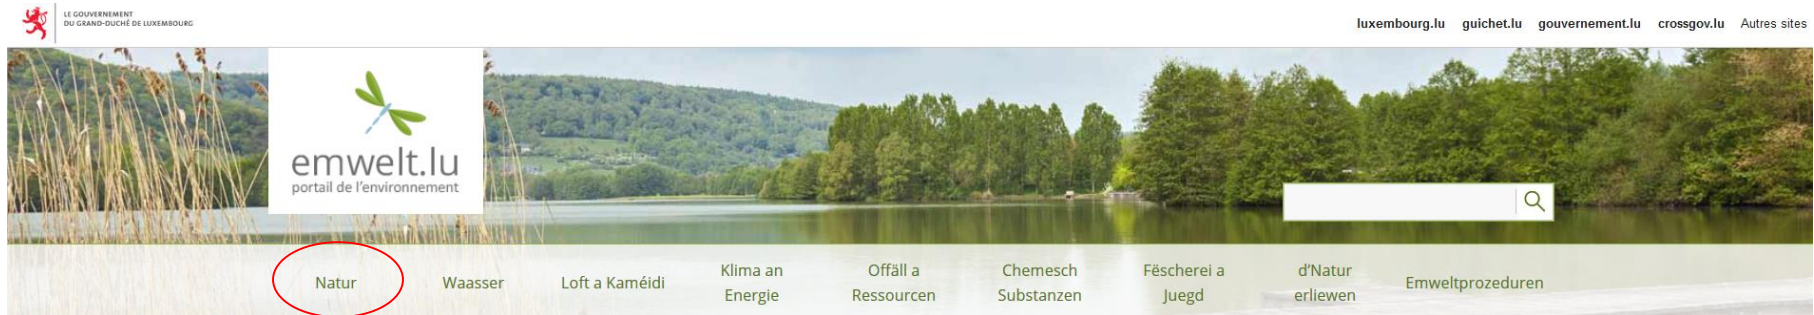 LE GOUVERNEMENT
DU GRAND-DUCHÉ DE LUXEMBOURG
luxembourg.lu guichet.lu gouvernement.lu crossgov.lu Autres sites
emwelt.lu
portail de l'environnement
Natur
Waasser
Loft a Kaméidi
Klima an
Energie
Offäll a
Ressourcen
Chemesch
Substanzen
Fëscherei a
Juegd
d'Natur
erliewen
Emweltprozeduren